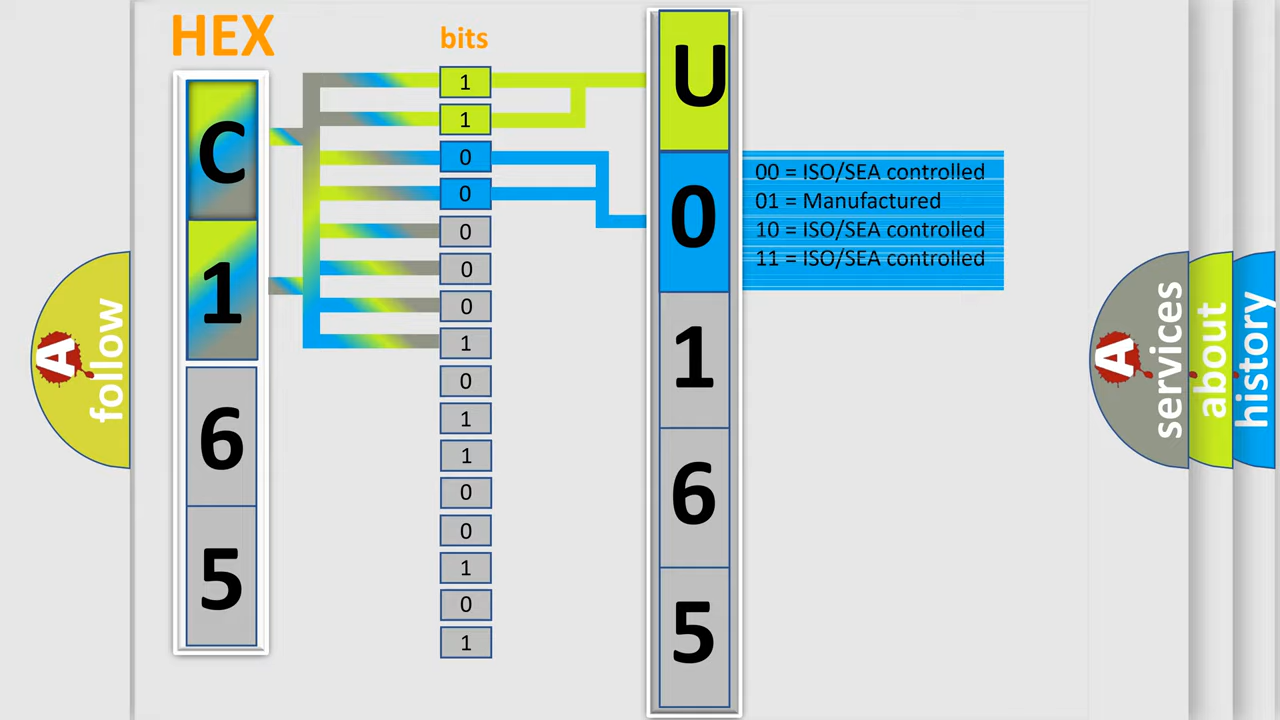 HEX
bits
C
1
6
5
1
1
0
0
0
0
0
1
0
1
1
0
0
1
0
1
U
0
1
6
5
00 = ISO/SEA controlled
01 = Manufactured
10 = ISO/SEA controlled
11 = ISO/SEA controlled
A
follow
A
services
about
history